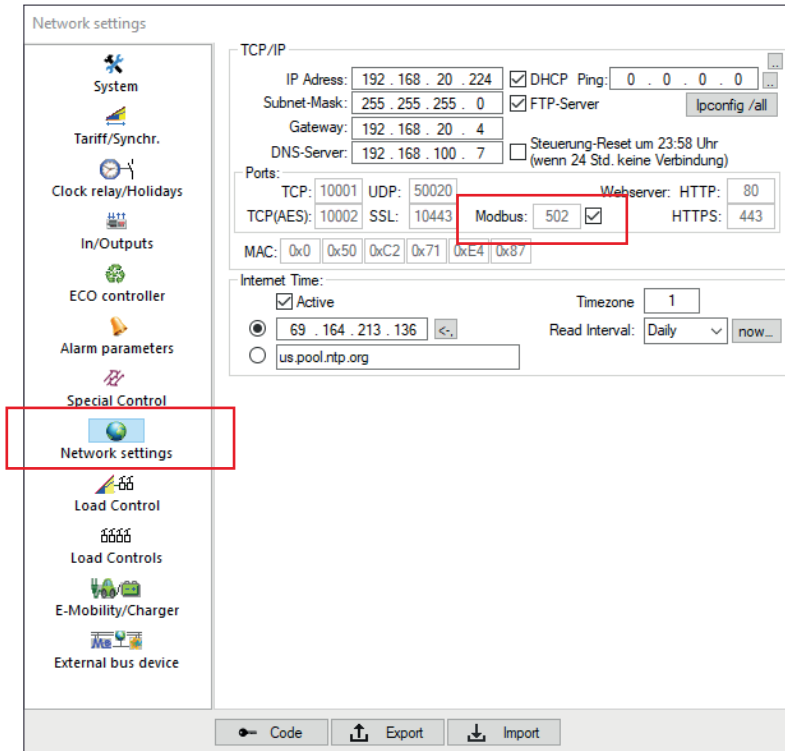 Network settings
System
Tariff/Synchr.
Clock relay/Holidays
In/Outputs
ECO controller
Alarm parameters
Special Control
Network settings
Load Control
Load Controls
E-Mobility/Charger
External bus device
TCP/IP
..
IP Adress: 192 . 168 . 20 . 224 DHCP Ping: 0 . 0 . 0 . 0 ..
Subnet-Mask: 255 . 255 . 255 . 0 FTP-Server Ipconfig /all
Gateway: 192 . 168 . 20 . 4
DNS-Server: 192 . 168 . 100 . 7 Steuerung-Reset um 23:58 Uhr
(wenn 24 Std. keine Verbindung)
Ports:
TCP: 10001 UDP: 50020 Webserver: HTTP: 80
TCP(AES): 10002 SSL: 10443 Modbus: 502 HTTPS: 443
MAC: 0x0 0x50 0xC2 0x71 0xE4 0x87
Internet Time:
Active Timezone 1
69 . 164 . 213 . 136 <-, Read Interval: Daily now...
us.pool.ntp.org
Code Export Import